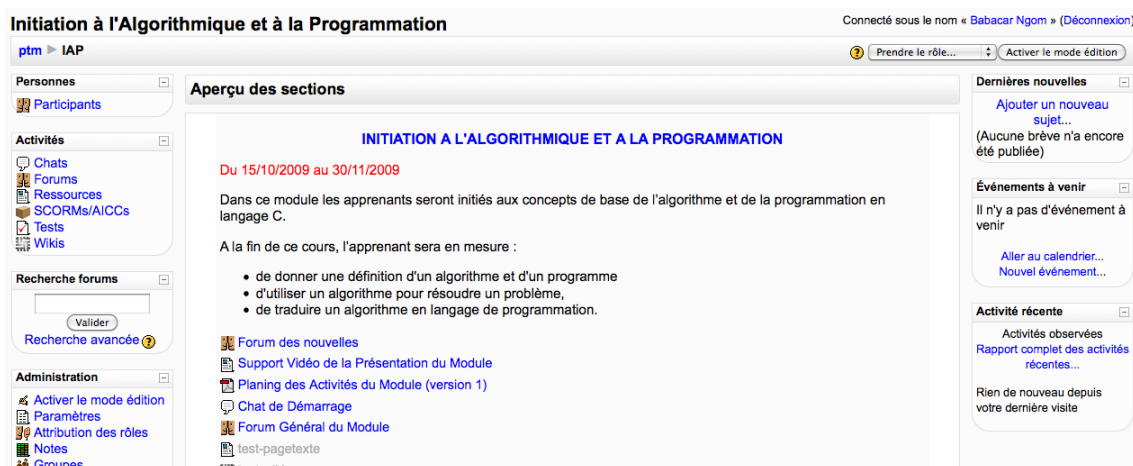 Initiation à l'Algorithmique et à la Programmation
Connecté sous le nom « Babacar Ngom » (Déconnexion)
ptm ► IAP
Prendre le rôle...
Activer le mode édition
Personnes
Participants
Activités
Chats
Forums
Ressources
SCORMs/AICCs
Tests
Wikis
Recherche forums
Valider
Recherche avancée
Administration
Activer le mode édition
Paramètres
Attribution des rôles
Notes
Groupes
Aperçu des sections
INITIATION A L'ALGORITHMIQUE ET A LA PROGRAMMATION
Du 15/10/2009 au 30/11/2009
Dans ce module les apprenants seront initiés aux concepts de base de l'algorithme et de la programmation en
langage C.
A la fin de ce cours, l'apprenant sera en mesure :
• de donner une définition d'un algorithme et d'un programme
• d'utiliser un algorithme pour résoudre un problème,
• de traduire un algorithme en langage de programmation.
Forum des nouvelles
Support Vidéo de la Présentation du Module
Planing des Activités du Module (version 1)
Chat de Démarrage
Forum Général du Module
test-pagetexte
Dernières nouvelles
Ajouter un nouveau
sujet...
(Aucune brève n'a encore
été publiée)
Événements à venir
Il n'y a pas d'événement à
venir
Aller au calendrier...
Nouvel événement...
Activité récente
Activités observées
Rapport complet des activités
récentes...
Rien de nouveau depuis
votre dernière visite